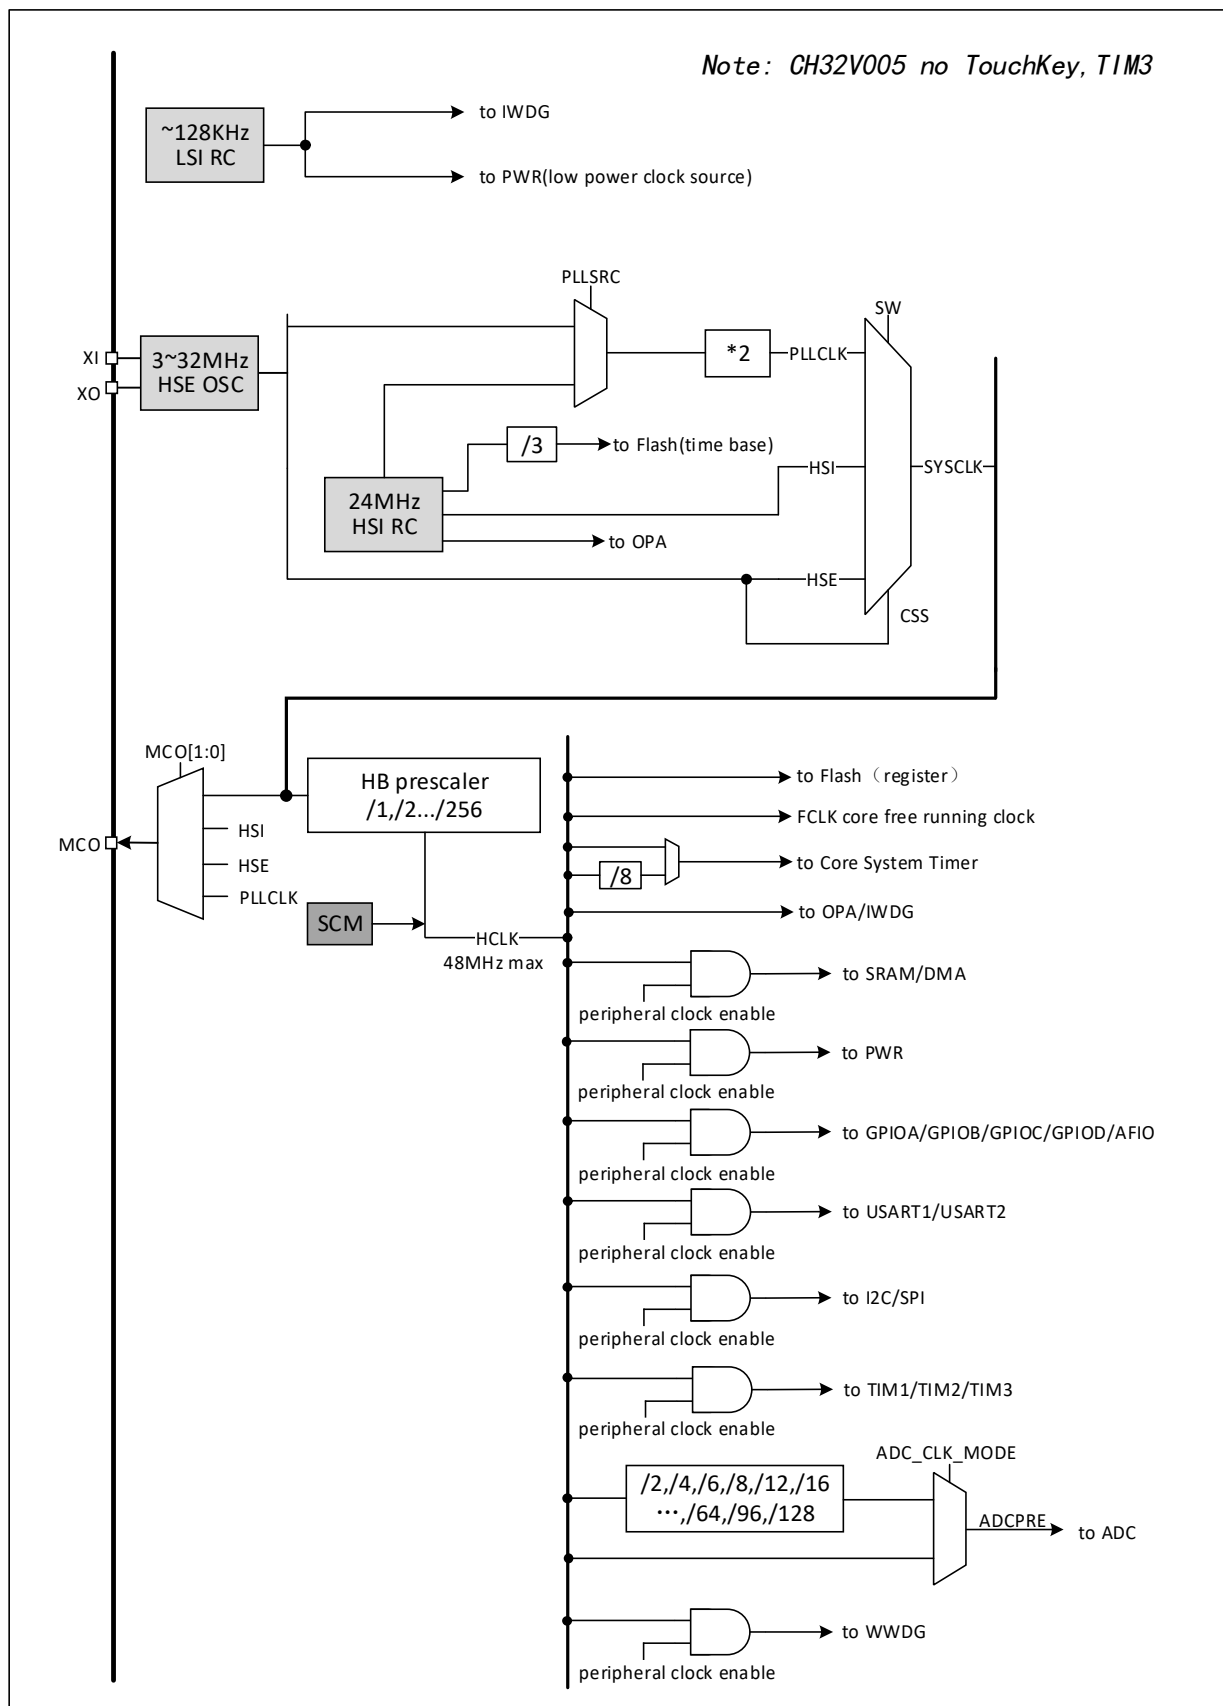 Note: CH32V005 no TouchKey, TIM3
to IWDG
~128KHz
LSI RC
to PWR(low power clock source)
PLLSRC
SW
XI
XO
3~32MHz
HSE OSC
*2
PLLCLK
/3
to Flash(time base)
24MHz
HSI RC
HSI
SYSCLK
to OPA
HSE
CSS
MCO[1:0]
HB prescaler
/1,/2.../256
to Flash（register）
FCLK core free running clock
HSI
MCO
HSE
/8
to Core System Timer
PLLCLK
SCM
to OPA/IWDG
HCLK
48MHz max
to SRAM/DMA
peripheral clock enable
to PWR
peripheral clock enable
to GPIOA/GPIOB/GPIOC/GPIOD/AFIO
peripheral clock enable
to USART1/USART2
peripheral clock enable
to I2C/SPI
peripheral clock enable
to TIM1/TIM2/TIM3
peripheral clock enable
ADC_CLK_MODE
/2,/4,/6,/8,/12,/16
…,/64,/96,/128
ADCPRE
to ADC
to WWDG
peripheral clock enable